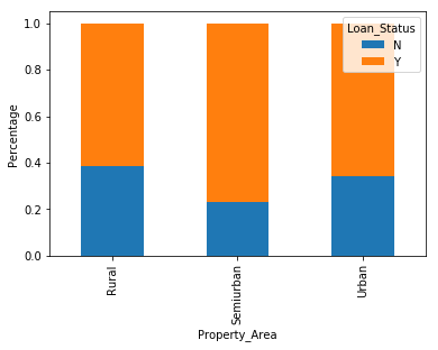 Loan_Status
N
Y
1.0
0.8
0.6
0.4
0.2
0.0
Percentage
Rural
Semiurban
Urban
Property_Area